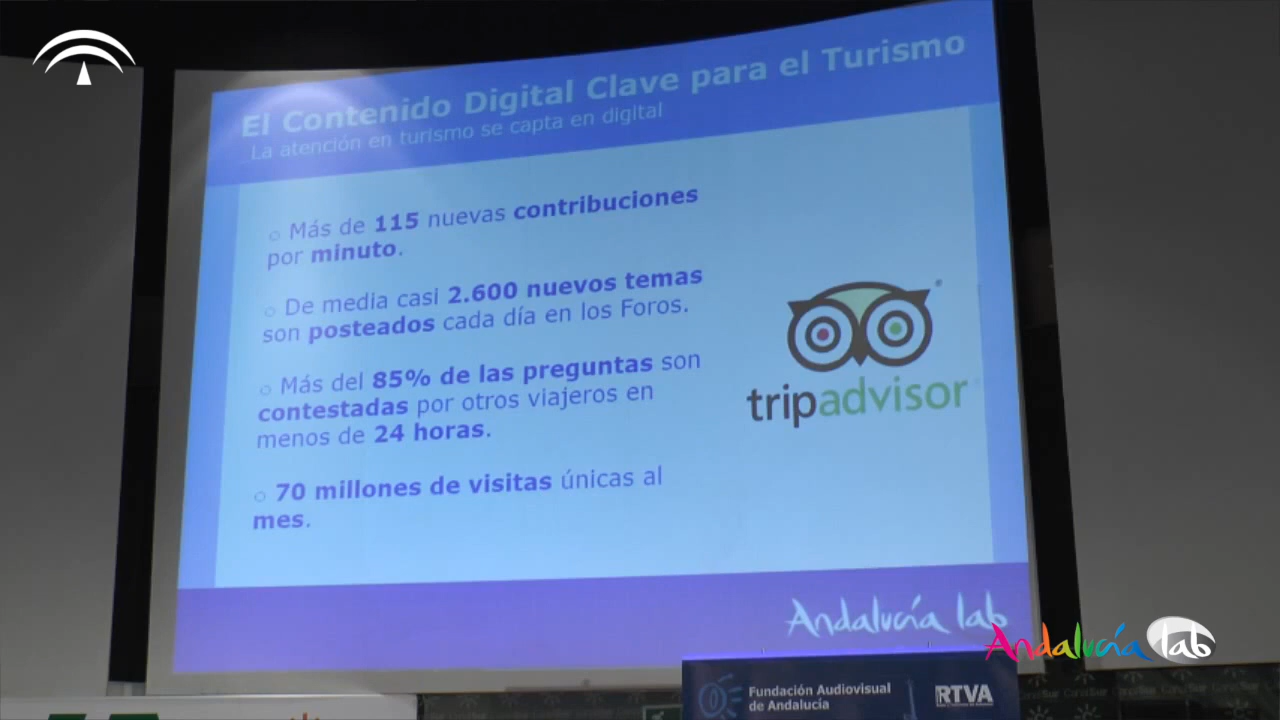 El Contenido Digital Clave para el Turismo
La atención en turismo se capta en digital
○ Más de 115 nuevas contribuciones
por minuto.
○ De media casi 2.600 nuevos temas
son posteados cada día en los Foros.
○ Más del 85% de las preguntas son
contestadas por otros viajeros en
menos de 24 horas.
○ 70 millones de visitas únicas al
mes.
tripadvisor
Andalucía lab
Andalucía lab
Fundación Audiovisual
de Andalucía
RTVA